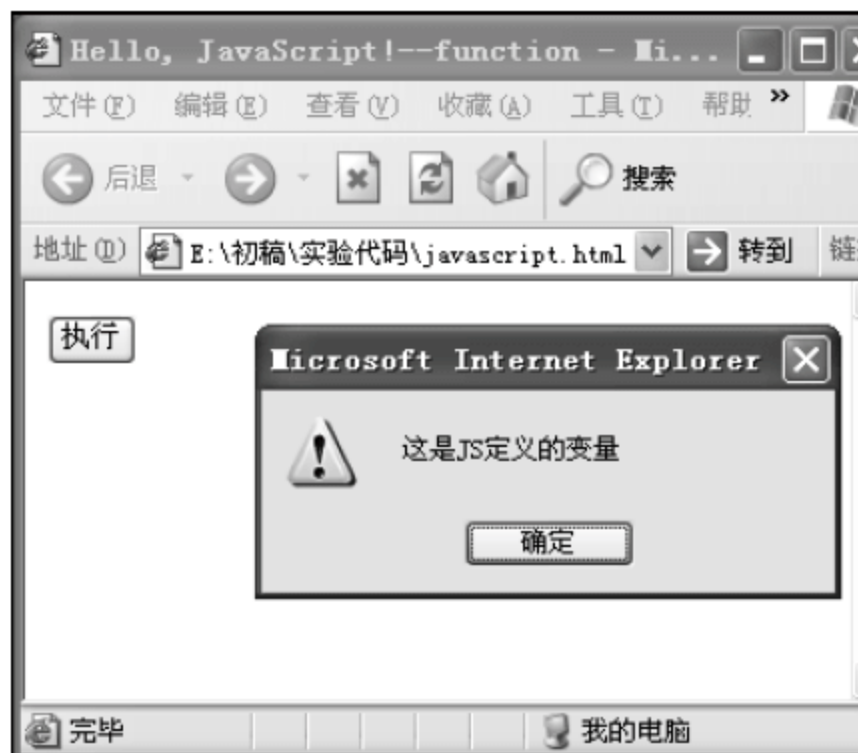 Hello, JavaScript!--function - Mi...
文件(F) 编辑(E) 查看(V) 收藏(A) 工具(T) 帮助 »
后退 搜索
地址(D) E:\初稿\实验代码\javascript.html 转到 链
执行
Microsoft Internet Explorer
这是JS定义的变量
确定
完毕 我的电脑